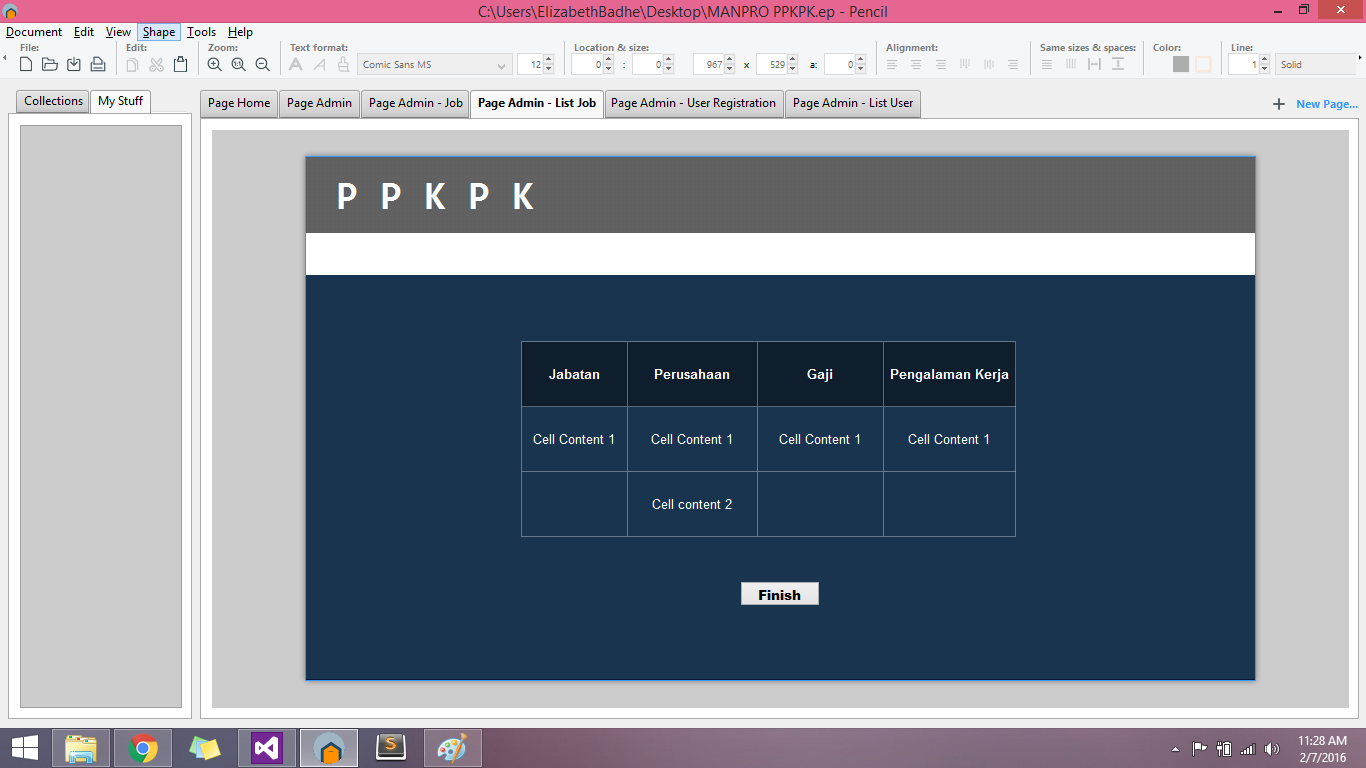 C:\Users\ElizabethBadhe\Desktop\MANPRO PPKPK.ep - Pencil
Document Edit View Shape Tools Help
File: Edit: Zoom: Text format: Location & size: Alignment: Same sizes & spaces: Color: Line:
1:1 A A Comic Sans MS 12 0 : 0 967 x 529 a: 0 1 Solid
Collections My Stuff Page Home Page Admin Page Admin - Job Page Admin - List Job Page Admin - User Registration Page Admin - List User New Page...
P P K P K
Jabatan Perusahaan Gaji Pengalaman Kerja
Cell Content 1 Cell Content 1 Cell Content 1 Cell Content 1
Cell content 2
Finish
S
11:28 AM
2/7/2016